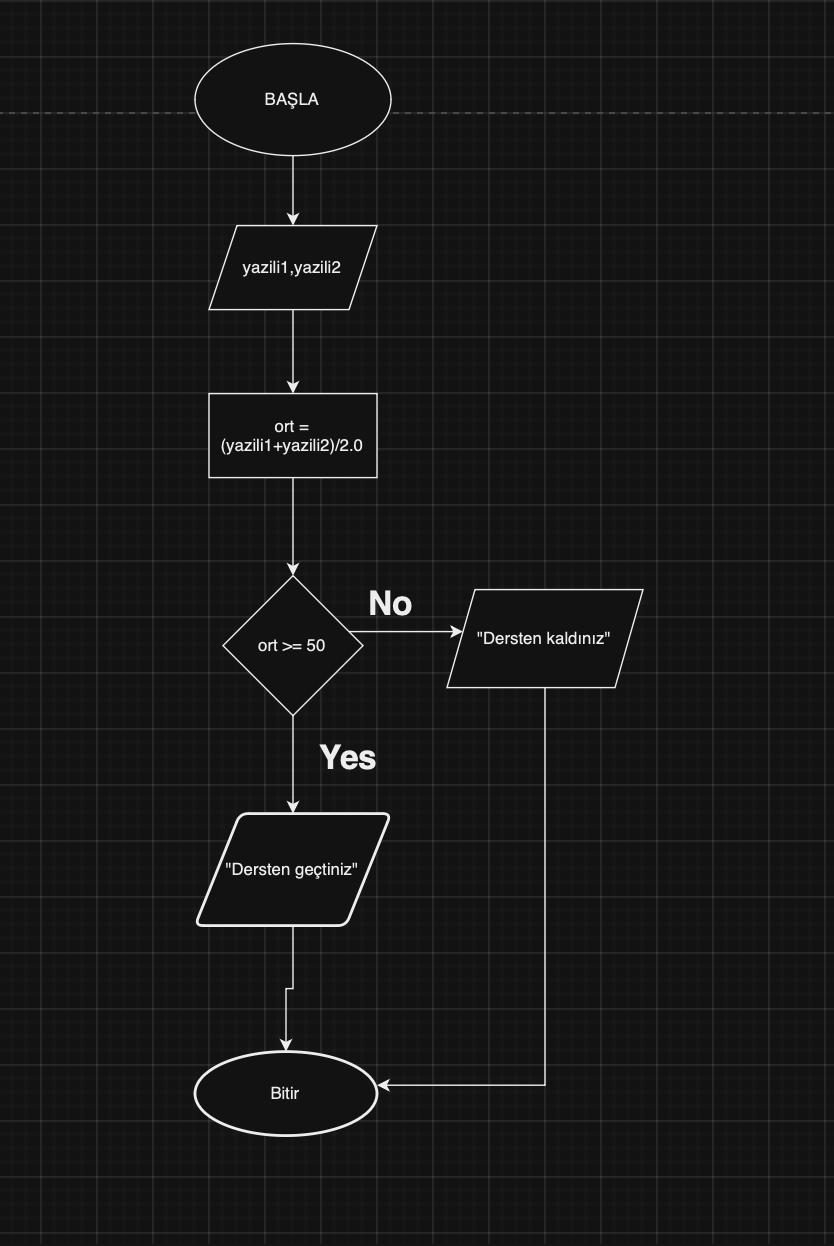 BAŞLA
yazili1,yazili2
ort =
(yazili1+yazili2)/2.0
ort >= 50
No
"Dersten kaldınız"
Yes
"Dersten geçtiniz"
Bitir